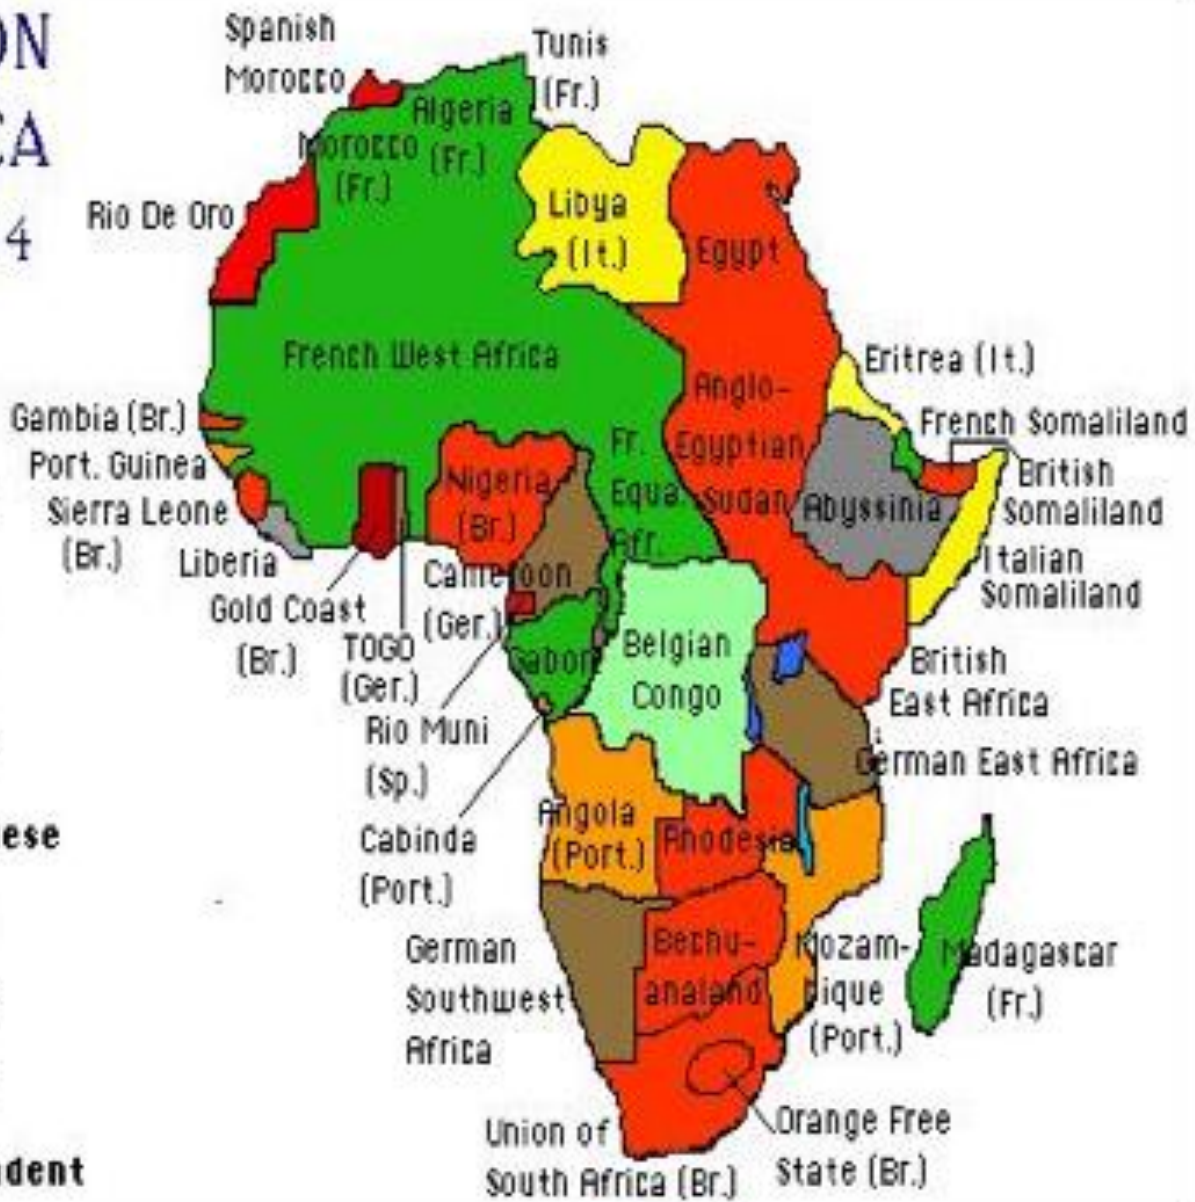 ON
CA
4
Spanish
Morocco
Tunis
(Fr.)
Algeria
(Fr.)
Morocco
(Fr.)
Rio De Oro
Libya
(It.)
Egypt
French West Africa
Eritrea (It.)
Anglo-
Egyptian
Sudan
Gambia (Br.)
French Somaliland
Port. Guinea
Fr.
Equa.
Afr.
Nigeria
(Br.)
British
Somaliland
Sierra Leone
(Br.)
Abyssinia
Liberia
Italian
Somaliland
Cameroon
(Ger.)
Gold Coast
(Br.)
TOGO
(Ger.)
Gabon
Belgian
Congo
British
East Africa
Rio Muni
(Sp.)
German East Africa
Cabinda
(Port.)
Angola
(Port.)
Rhodesia
ese
German
Southwest
Africa
Bechu-
analand
Mozam-
bique
(Port.)
Madagascar
(Fr.)
Union of
South Africa (Br.)
Orange Free
State (Br.)
ndent